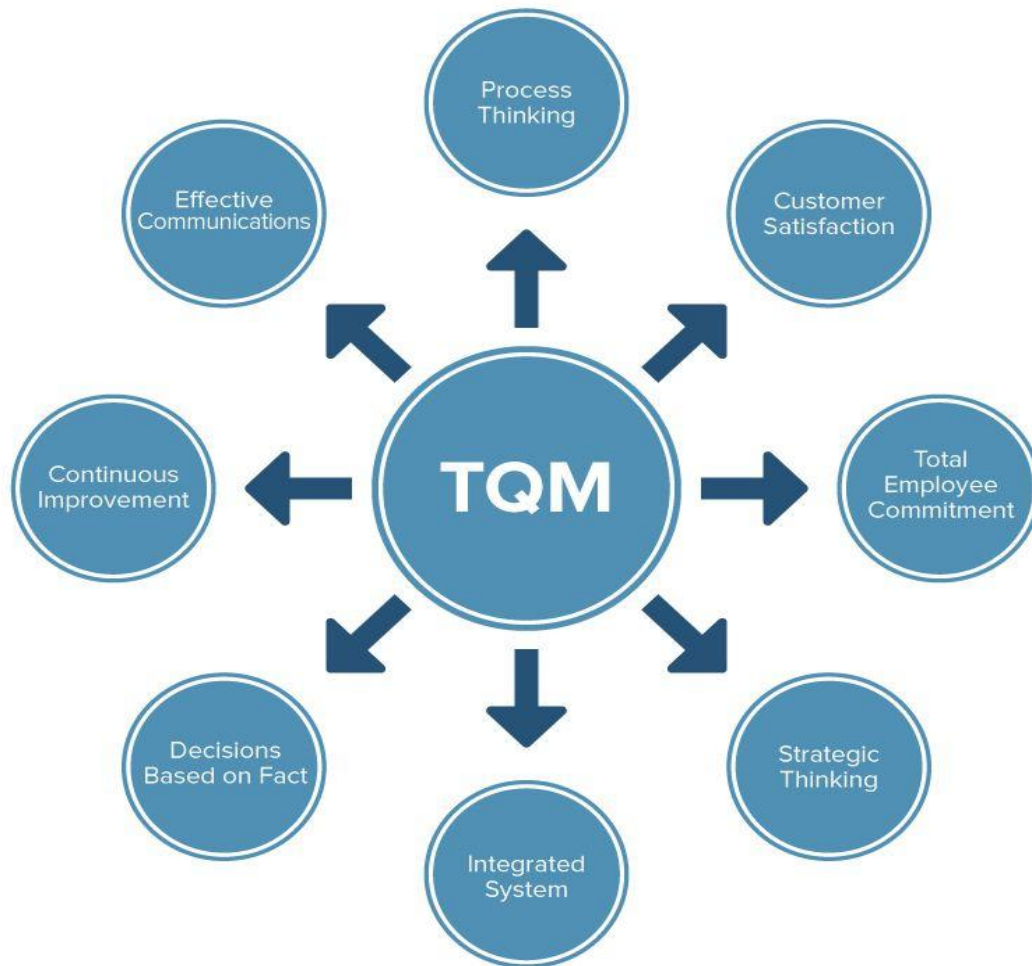 Process
Thinking
Effective
Communications
Customer
Satisfaction
Continuous
Improvement
TQM
Total
Employee
Commitment
Decisions
Based on Fact
Strategic
Thinking
Integrated
System